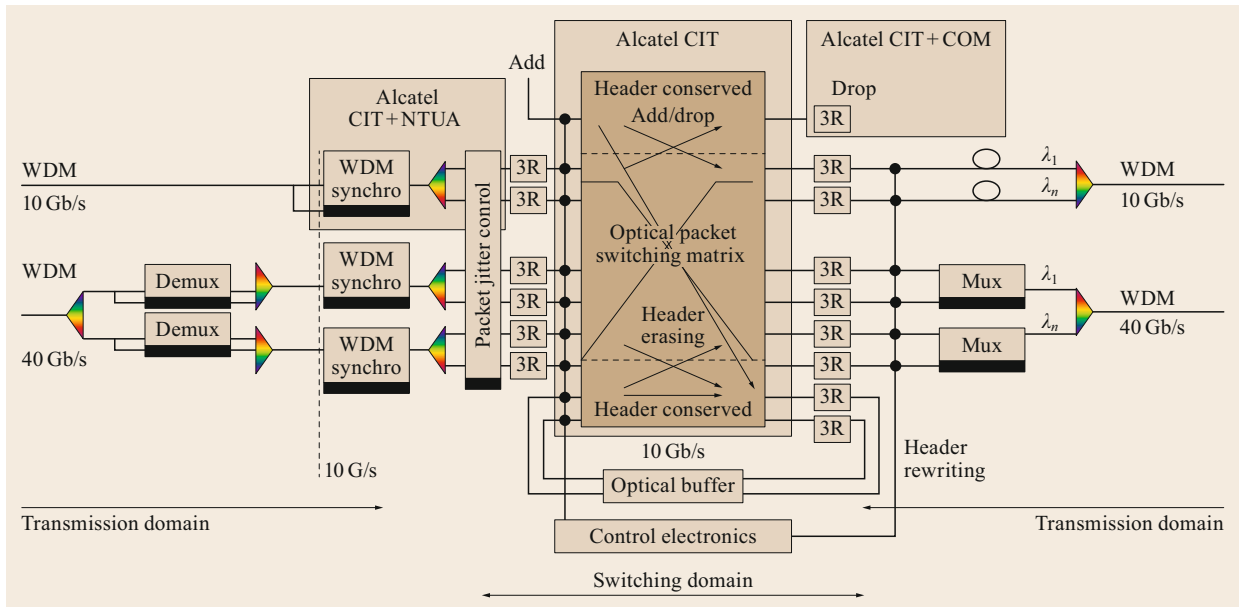 Alcatel CIT
Alcatel CIT + COM
Add
Header conserved
Add/drop
Drop
3R
Alcatel
CIT + NTUA
WDM
10 Gb/s
WDM
synchro
3R
3R
3R
3R
λ1
λn
WDM
10 Gb/s
Packet jitter conrol
Optical packet
switching matrix
WDM
40 Gb/s
Demux
Demux
WDM
synchro
WDM
synchro
3R
3R
3R
3R
Header
erasing
Header conserved
3R
3R
3R
3R
3R
3R
Mux
Mux
λ1
λn
WDM
40 Gb/s
10 G/s
10 Gb/s
Optical buffer
Header
rewriting
Transmission domain
Control electronics
Transmission domain
Switching domain